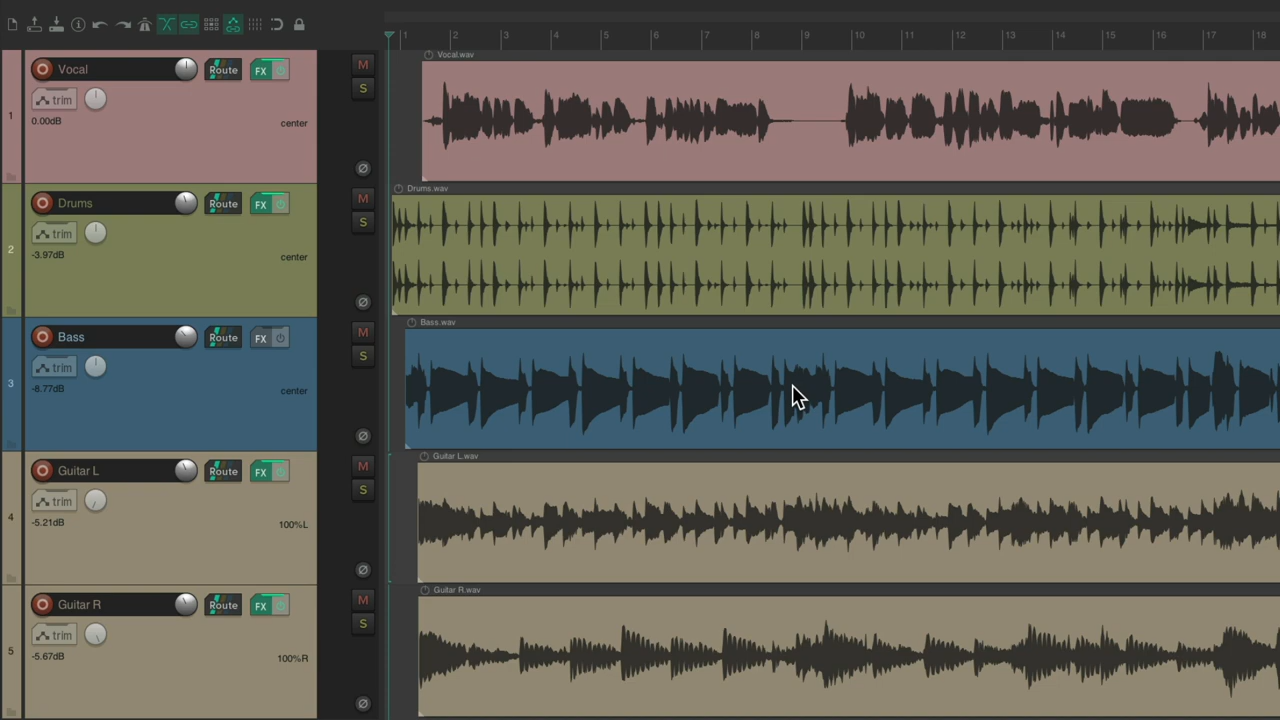 1 2 3 4 5 6 7 8 9 10 11 12 13 14 15 16 17 18
1 Vocal Route FX M
trim S
0.00dB center
Vocal.wav
2 Drums Route FX M
trim S
-3.97dB center
Drums.wav
3 Bass Route FX M
trim S
-8.77dB center
Bass.wav
4 Guitar L Route FX M
trim S
-5.21dB 100%L
Guitar L.wav
5 Guitar R Route FX M
trim S
-5.67dB 100%R
Guitar R.wav